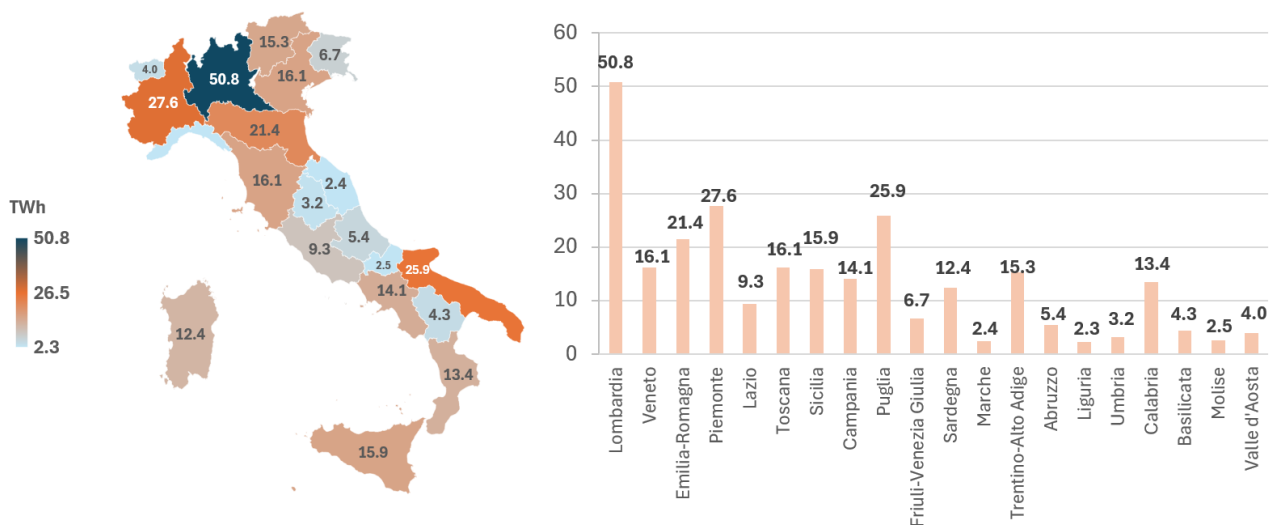 15.3
6.7
4.0
50.8
16.1
27.6
21.4
16.1
2.4
3.2
5.4
9.3
2.5
25.9
14.1
4.3
12.4
13.4
15.9
TWh
50.8
26.5
2.3
60
50
40
30
20
10
0
50.8
16.1
21.4
27.6
9.3
16.1
15.9
14.1
25.9
6.7
12.4
2.4
15.3
5.4
2.3
3.2
13.4
4.3
2.5
4.0
Lombardia
Veneto
Emilia-Romagna
Piemonte
Lazio
Toscana
Sicilia
Campania
Puglia
Friuli-Venezia Giulia
Sardegna
Marche
Trentino-Alto Adige
Abruzzo
Liguria
Umbria
Calabria
Basilicata
Molise
Valle d'Aosta